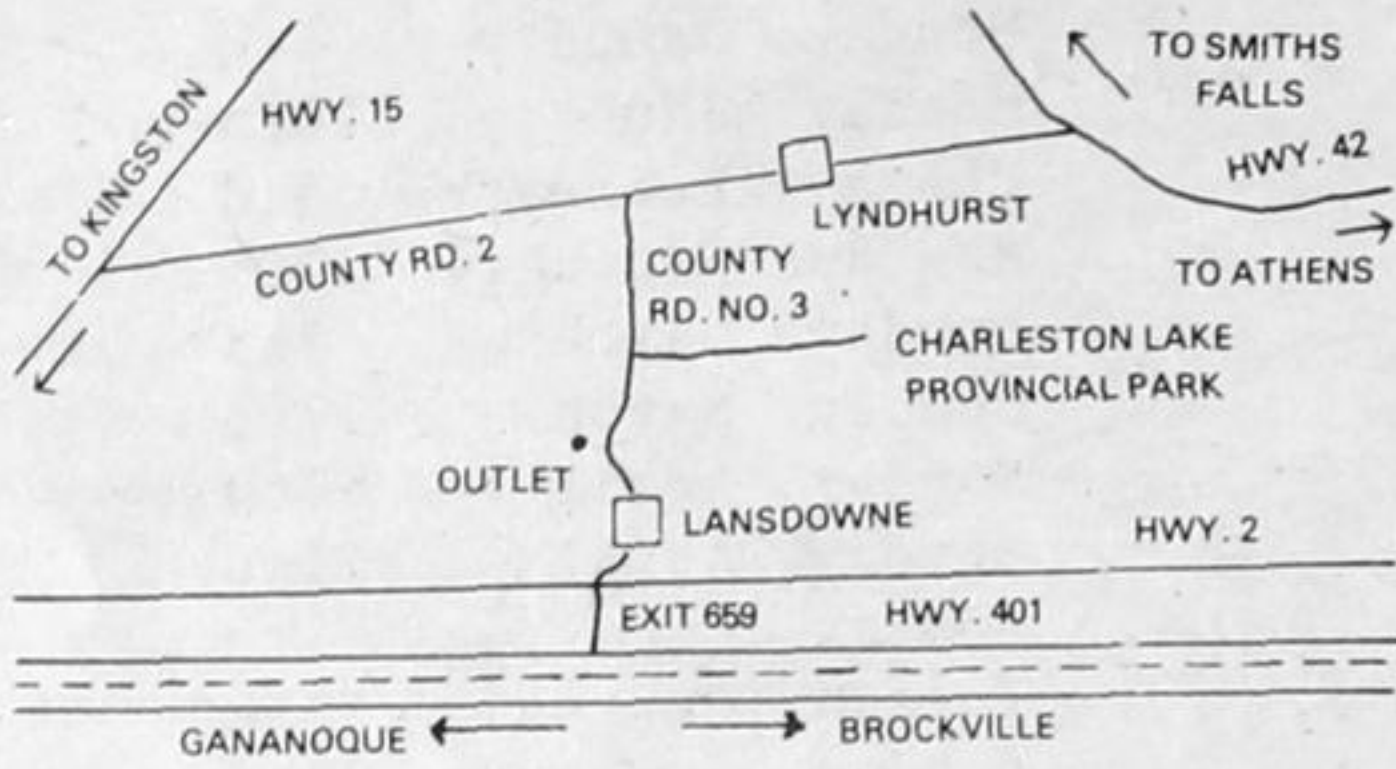 TO SMITHS
FALLS
HWY. 15
TO KINGSTON
HWY. 42
LYNDHURST
COUNTY RD. 2
COUNTY
RD. NO. 3
TO ATHENS
CHARLESTON LAKE
PROVINCIAL PARK
OUTLET
LANSDOWNE
HWY. 2
EXIT 659
HWY. 401
GANANOQUE
BROCKVILLE